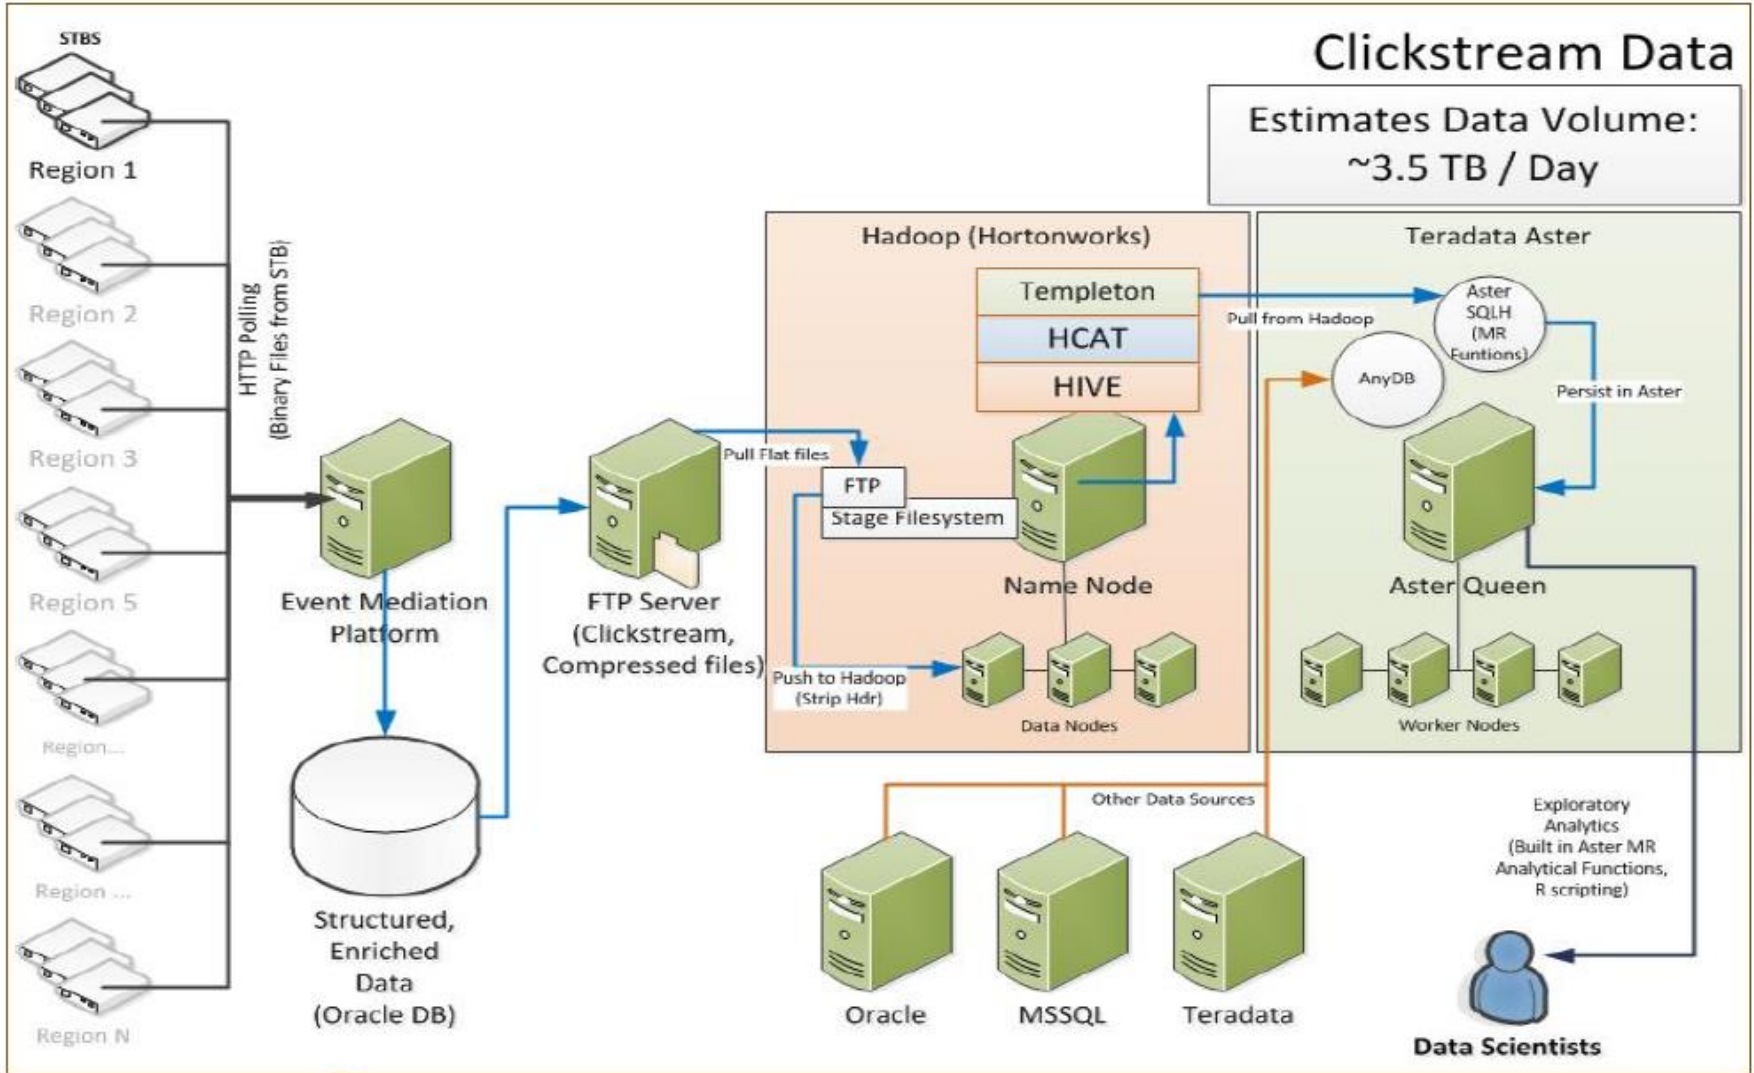 Clickstream Data
Estimates Data Volume:
~3.5 TB / Day
STBS
Region 1
Region 2
Region 3
Region 5
Region...
Region ...
Region N
HTTP Polling
(Binary Files from STB)
Event Mediation
Platform
Structured,
Enriched
Data
(Oracle DB)
FTP Server
(Clickstream,
Compressed files)
Hadoop (Hortonworks)
Templeton
HCAT
HIVE
Pull Flat files
FTP
Stage Filesystem
Name Node
Push to Hadoop
(Strip Hdr)
Data Nodes
Teradata Aster
Pull from Hadoop
Aster
SQLH
(MR
Funtions)
AnyDB
Persist in Aster
Aster Queen
Worker Nodes
Other Data Sources
Oracle
MSSQL
Teradata
Exploratory
Analytics
(Built in Aster MR
Analytical Functions,
R scripting)
Data Scientists